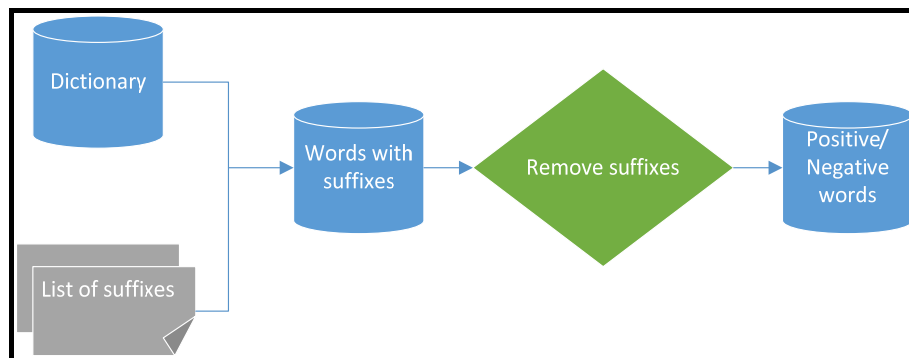 Dictionary
List of suffixes
Words with
suffixes
Remove suffixes
Positive/
Negative
words